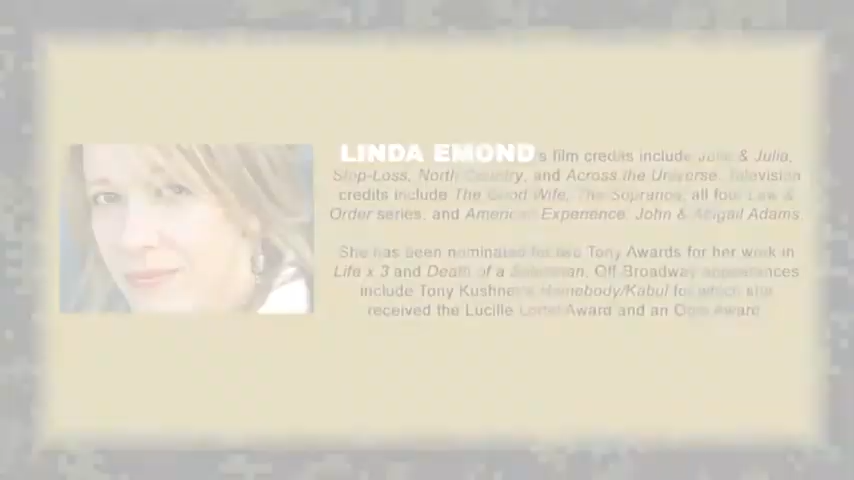 LINDA EMOND's film credits include Julie & Julia,
Stop-Loss, North Country, and Across the Universe. Television
credits include The Good Wife, The Sopranos, all four Law &
Order series, and American Experience: John & Abigail Adams.
She has been nominated for two Tony Awards for her work in
Life x 3 and Death of a Salesman. Off-Broadway appearances
include Tony Kushner's Homebody/Kabul for which she
received the Lucille Lortel Award and an Obie Award.